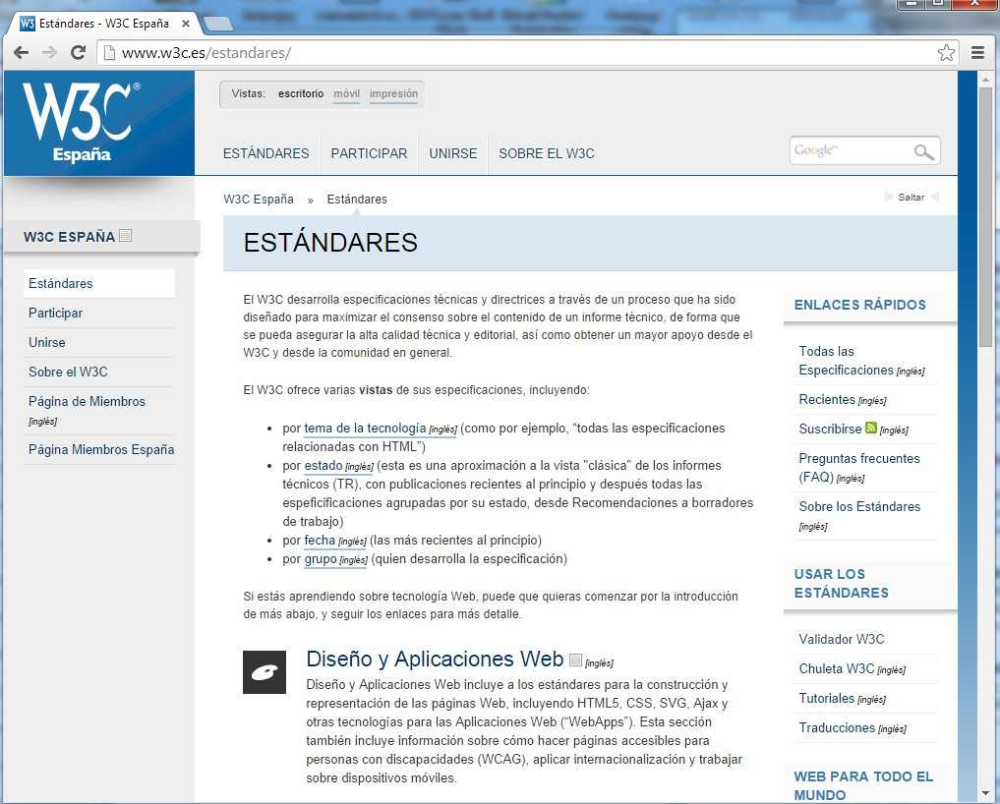 Estándares - W3C España
www.w3c.es/estandares/
W3C®
España
Vistas: escritorio móvil impresión
ESTÁNDARES PARTICIPAR UNIRSE SOBRE EL W3C
Google™
W3C España » Estándares
Saltar
W3C ESPAÑA
Estándares
Participar
Unirse
Sobre el W3C
Página de Miembros
[inglés]
Página Miembros España
ESTÁNDARES
El W3C desarrolla especificaciones técnicas y directrices a través de un proceso que ha sido
diseñado para maximizar el consenso sobre el contenido de un informe técnico, de forma que
se pueda asegurar la alta calidad técnica y editorial, así como obtener un mayor apoyo desde el
W3C y desde la comunidad en general.
El W3C ofrece varias vistas de sus especificaciones, incluyendo:
• por tema de la tecnología [inglés] (como por ejemplo, “todas las especificaciones
relacionadas con HTML”)
• por estado [inglés] (esta es una aproximación a la vista "clásica" de los informes
técnicos (TR), con publicaciones recientes al principio y después todas las
espeficificaciones agrupadas por su estado, desde Recomendaciones a borradores
de trabajo)
• por fecha [inglés] (las más recientes al principio)
• por grupo [inglés] (quien desarrolla la especificación)
Si estás aprendiendo sobre tecnología Web, puede que quieras comenzar por la introducción
de más abajo, y seguir los enlaces para más detalle.
Diseño y Aplicaciones Web [inglés]
Diseño y Aplicaciones Web incluye a los estándares para la construcción y
representación de las páginas Web, incluyendo HTML5, CSS, SVG, Ajax y
otras tecnologías para las Aplicaciones Web (“WebApps”). Esta sección
también incluye información sobre cómo hacer páginas accesibles para
personas con discapacidades (WCAG), aplicar internacionalización y trabajar
sobre dispositivos móviles.
ENLACES RÁPIDOS
Todas las
Especificaciones [inglés]
Recientes [inglés]
Suscribirse [inglés]
Preguntas frecuentes
(FAQ) [inglés]
Sobre los Estándares
[inglés]
USAR LOS
ESTÁNDARES
Validador W3C
Chuleta W3C [inglés]
Tutoriales [inglés]
Traducciones [inglés]
WEB PARA TODO EL
MUNDO